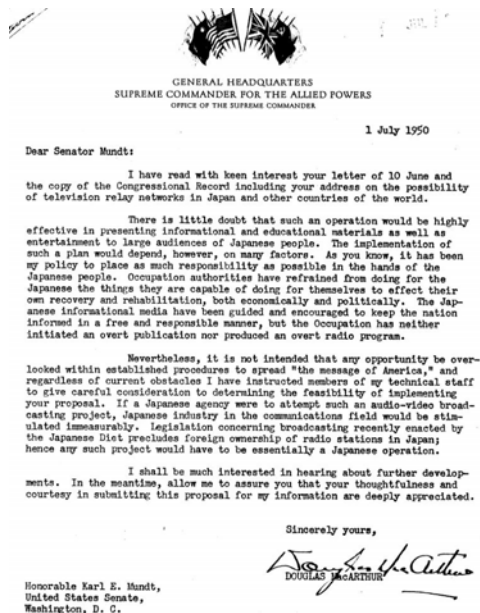 GENERAL HEADQUARTERS
SUPREME COMMANDER FOR THE ALLIED POWERS
OFFICE OF THE SUPREME COMMANDER
1 July 1950
Dear Senator Mundt:
I have read with keen interest your letter of 10 June and
the copy of the Congressional Record including your address on the possibility
of television relay networks in Japan and other countries of the world.
There is little doubt that such an operation would be highly
effective in presenting informational and educational materials as well as
entertainment to large audiences of Japanese people. The implementation of
such a plan would depend, however, on many factors. As you know, it has been
my policy to place as much responsibility as possible in the hands of the
Japanese people. Occupation authorities have refrained from doing for the
Japanese the things they are capable of doing for themselves to effect their
own recovery and rehabilitation, both economically and politically. The Jap-
anese informational media have been guided and encouraged to keep the nation
informed in a free and responsible manner, but the Occupation has neither
initiated an overt publication nor produced an overt radio program.
Nevertheless, it is not intended that any opportunity be over-
looked within established procedures to spread "the message of America," and
regardless of current obstacles I have instructed members of my technical staff
to give careful consideration to determining the feasibility of implementing
your proposal. If a Japanese agency were to attempt such an audio-video broad-
casting project, Japanese industry in the communications field would be stim-
ulated immeasurably. Legislation concerning broadcasting recently enacted by
the Japanese Diet precludes foreign ownership of radio stations in Japan;
hence any such project would have to be essentially a Japanese operation.
I shall be much interested in hearing about further develop-
ments. In the meantime, allow me to assure you that your thoughtfulness and
courtesy in submitting this proposal for my information are deeply appreciated.
Sincerely yours,
Douglas MacArthur
DOUGLAS MacARTHUR
Honorable Karl E. Mundt,
United States Senate,
Washington, D. C.